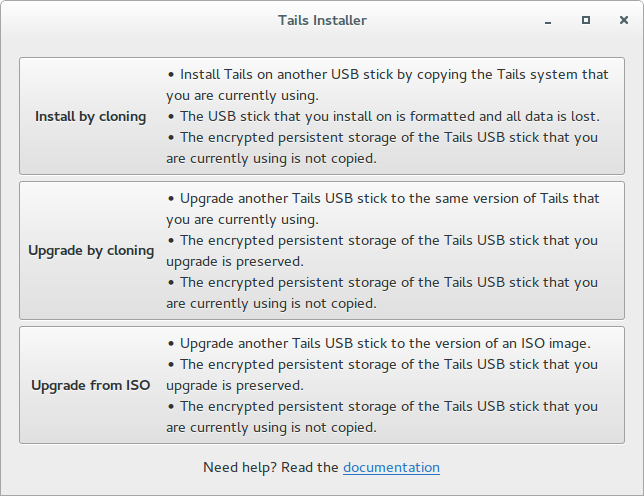 Tails Installer
Install by cloning
• Install Tails on another USB stick by copying the Tails system that
you are currently using.
• The USB stick that you install on is formatted and all data is lost.
• The encrypted persistent storage of the Tails USB stick that you
are currently using is not copied.
Upgrade by cloning
• Upgrade another Tails USB stick to the same version of Tails that
you are currently using.
• The encrypted persistent storage of the Tails USB stick that you
upgrade is preserved.
• The encrypted persistent storage of the Tails USB stick that you
are currently using is not copied.
Upgrade from ISO
• Upgrade another Tails USB stick to the version of an ISO image.
• The encrypted persistent storage of the Tails USB stick that you
upgrade is preserved.
• The encrypted persistent storage of the Tails USB stick that you
are currently using is not copied.
Need help? Read the documentation